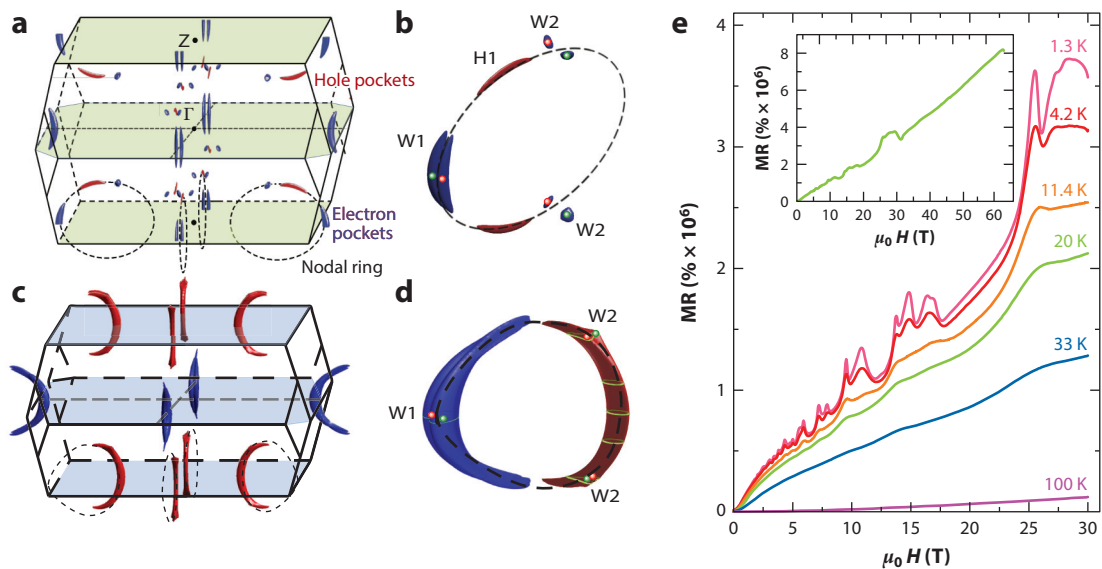 a
Z
Hole pockets
Γ
Electron
pockets
Nodal ring
b
W2
H1
W1
W2
c
d
W2
W1
W2
e
MR (% × 10⁶)
4
3
2
1
0
0
5
10
15
20
25
30
μ₀ H (T)
1.3 K
4.2 K
11.4 K
20 K
33 K
100 K
MR (% × 10⁶)
8
6
4
2
0
0
10
20
30
40
50
60
μ₀ H (T)